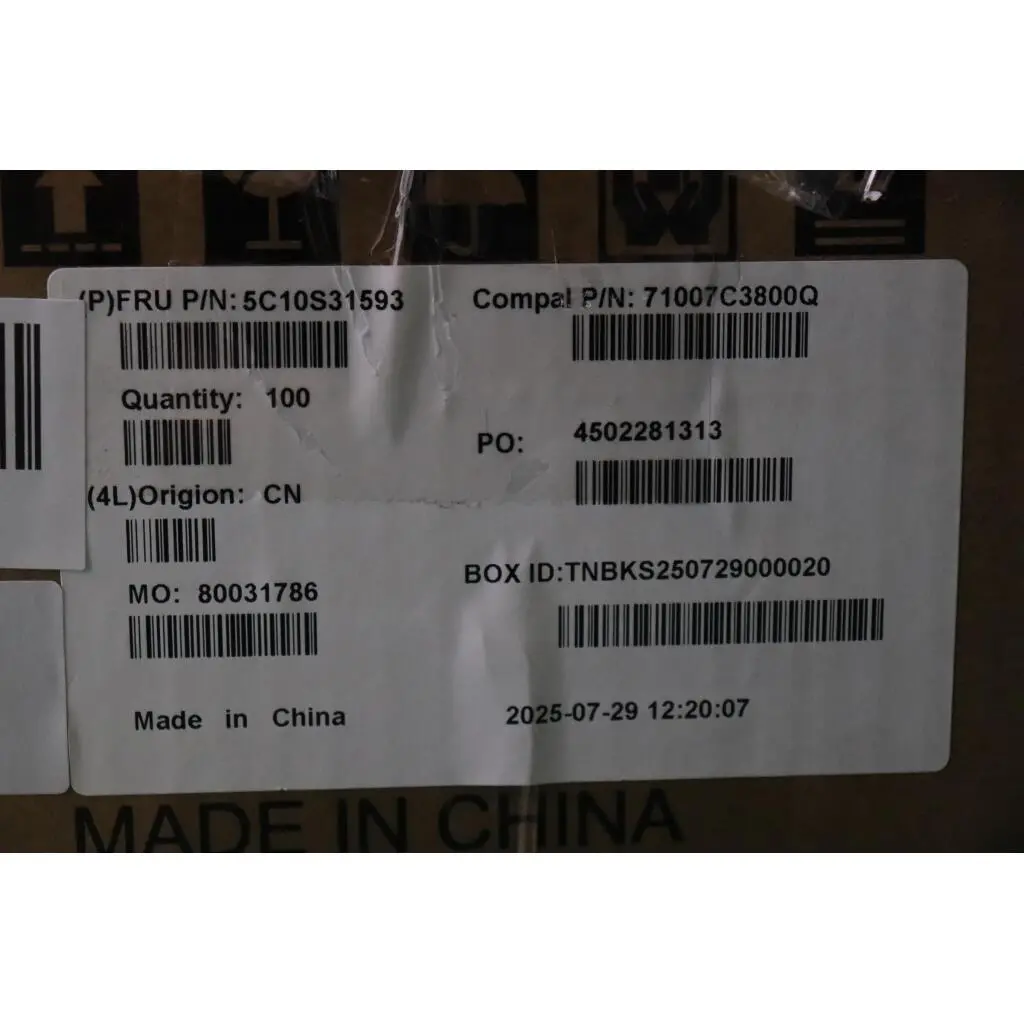 (P)FRU P/N: 5C10S31593
Compal P/N: 71007C3800Q
Quantity: 100
PO: 4502281313
(4L)Origion: CN
BOX ID:TNBKS250729000020
MO: 80031786
Made in China
2025-07-29 12:20:07
MADE IN CHINA